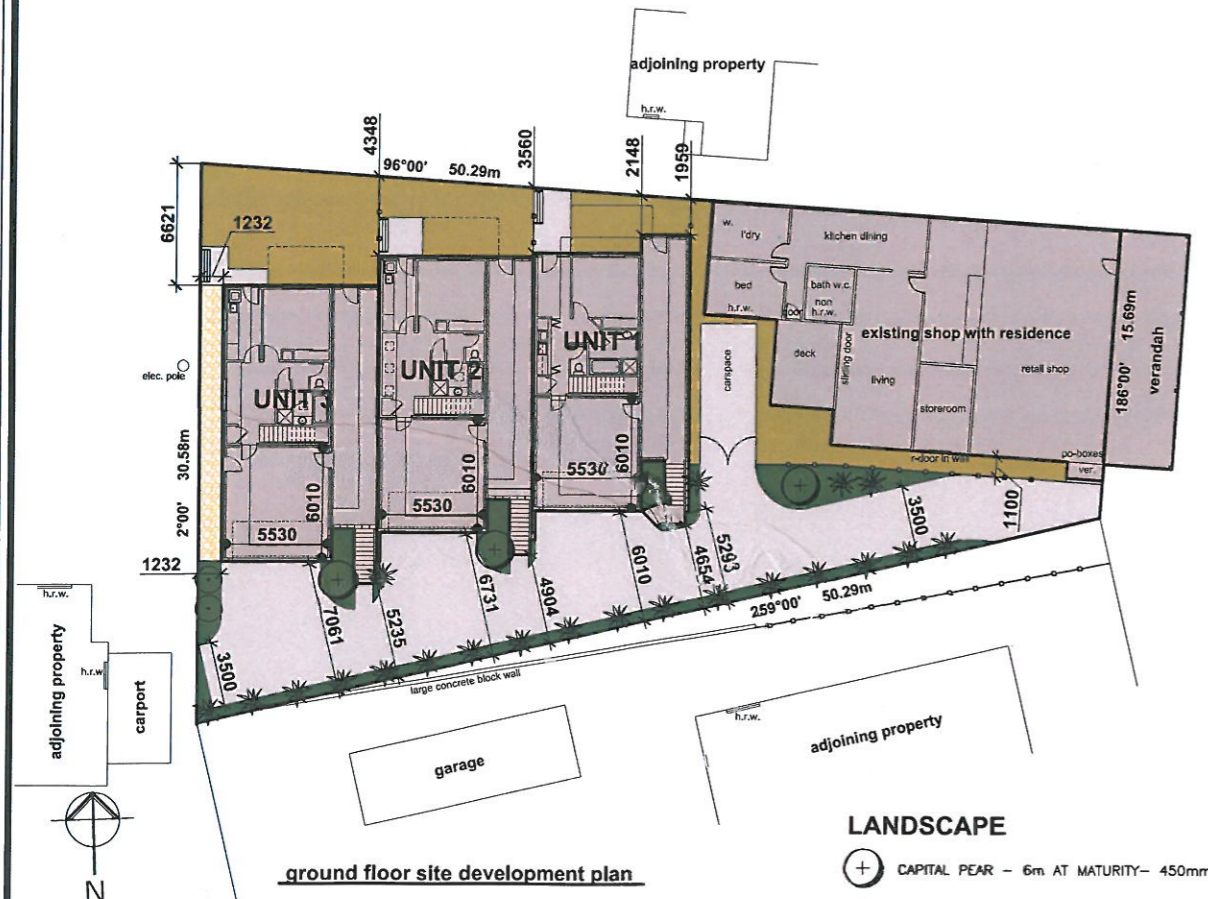 adjoining property
h.r.w.
4348
96°00' 50.29m
3560
2148
1959
6621
1232
w.
l'dry
kitchen dining
bed
h.r.w.
bath w.c.
non
h.r.w.
door
existing shop with residence
deck
sliding door
living
retail shop
storeroom
186°00' 15.69m
verandah
carspace
UNIT 1
UNIT 2
UNIT 3
elec. pole
2°00' 30.58m
5530
6010
5530
6010
5530
6010
r-door in wall
po-boxes
ver.
1100
3500
1232
7061
5235
6731
4904
6010
4654
5293
259°00' 50.29m
3500
large concrete block wall
h.r.w.
adjoining property
h.r.w
carport
garage
h.r.w.
adjoining property
N
ground floor site development plan
LANDSCAPE
CAPITAL PEAR - 6m AT MATURITY- 450mm